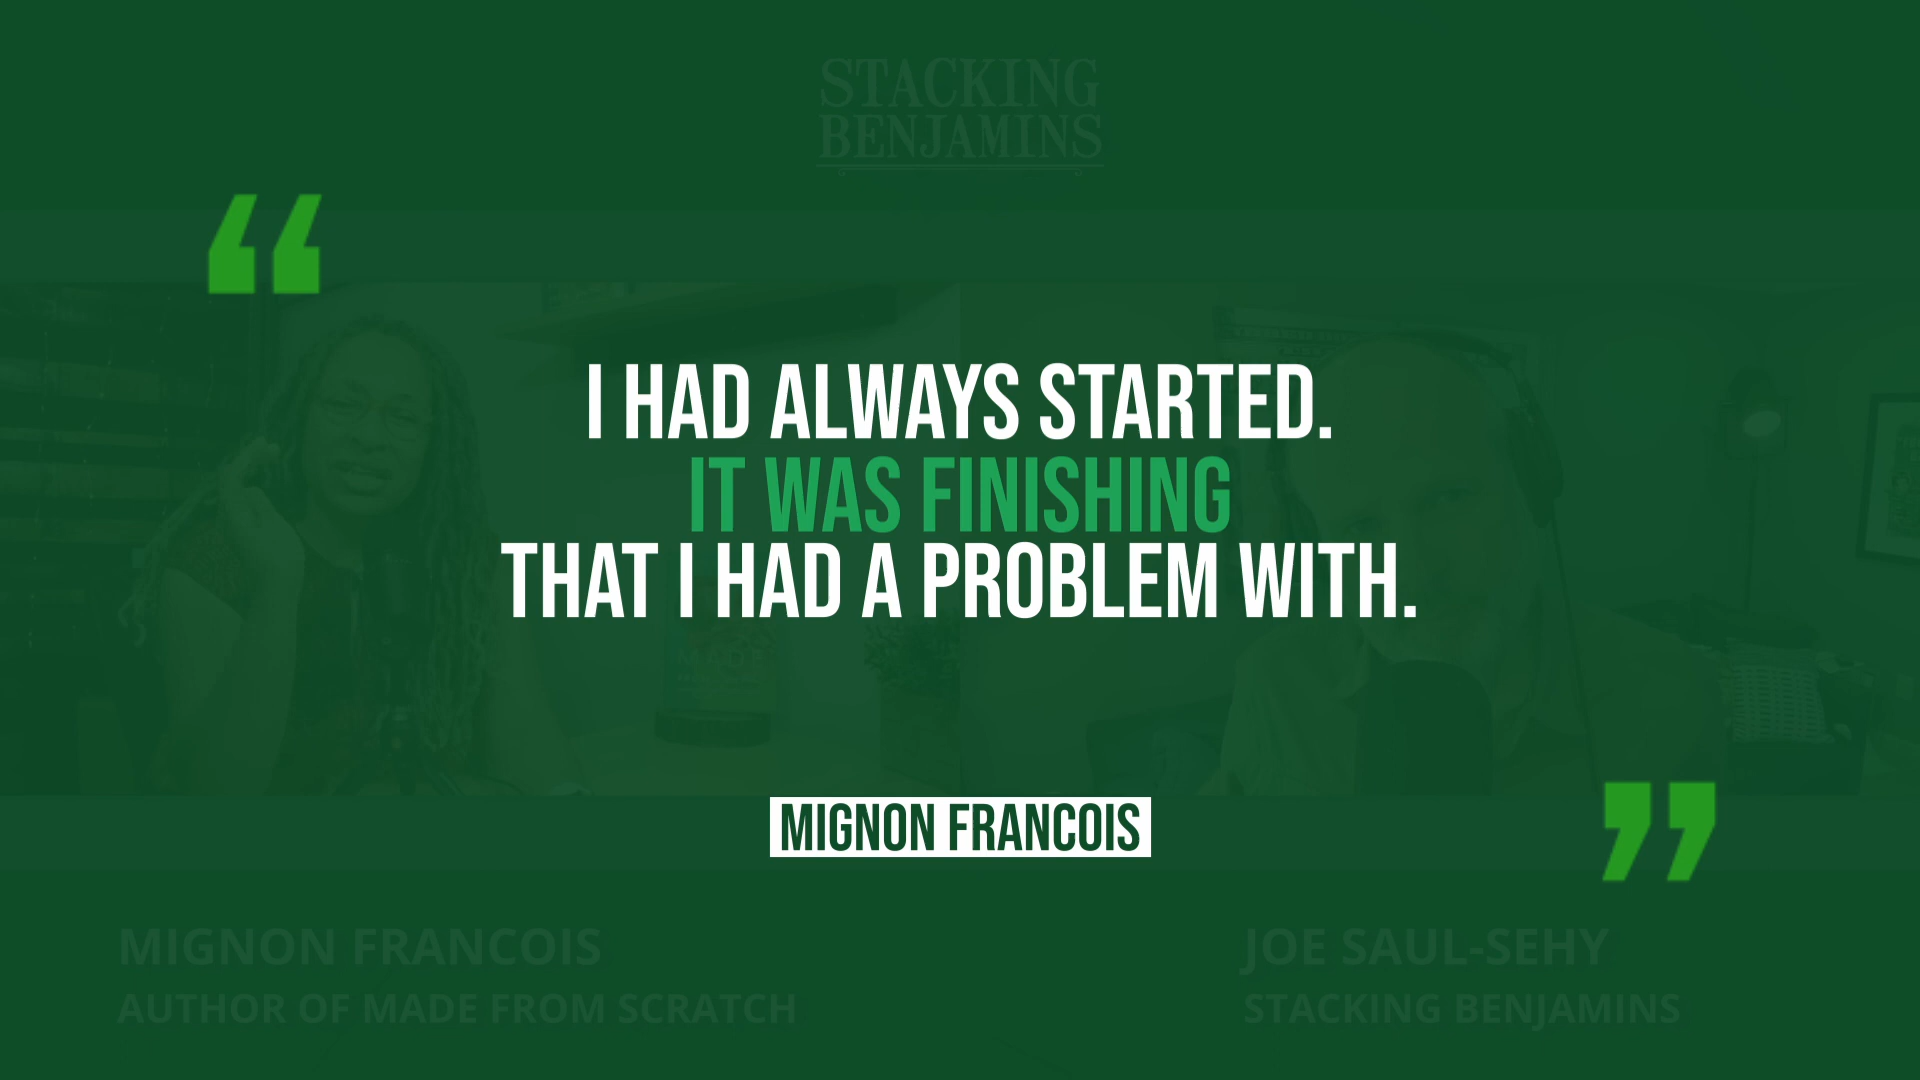 STACKING
BENJAMINS
“
I HAD ALWAYS STARTED.
IT WAS FINISHING
THAT I HAD A PROBLEM WITH.
”
MIGNON FRANCOIS
MIGNON FRANCOIS
AUTHOR OF MADE FROM SCRATCH
JOE SAUL-SEHY
STACKING BENJAMINS